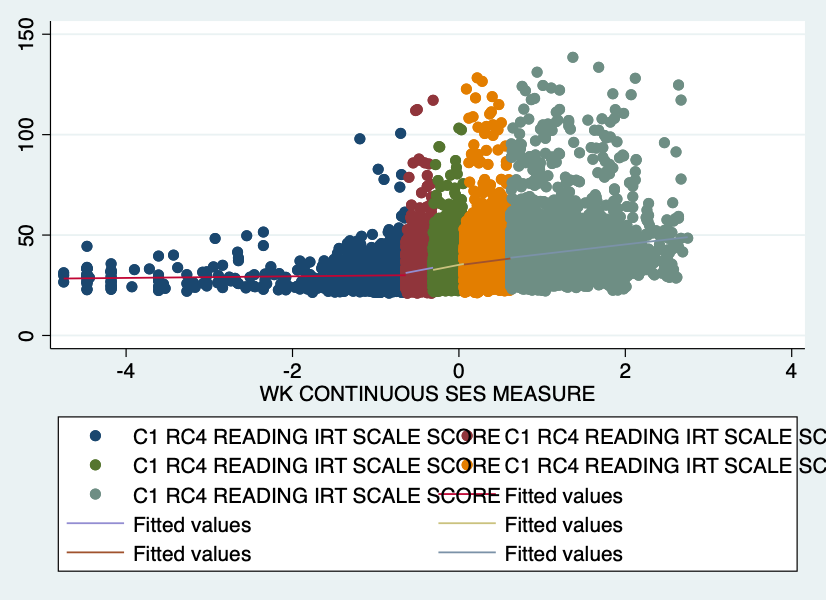 150
100
50
0
-4 -2 0 2 4
WK CONTINUOUS SES MEASURE
C1 RC4 READING IRT SCALE SCORE C1 RC4 READING IRT SCALE SC
C1 RC4 READING IRT SCALE SCORE C1 RC4 READING IRT SCALE SC
C1 RC4 READING IRT SCALE SCORE Fitted values
Fitted values Fitted values
Fitted values Fitted values